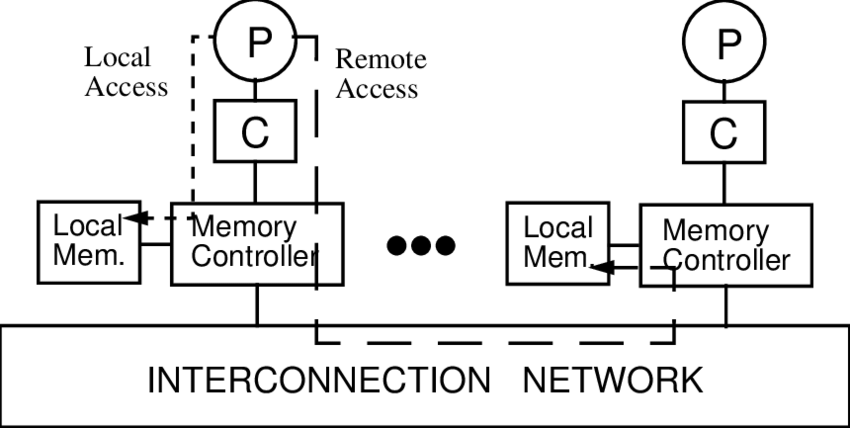 P
Local
Access
Remote
Access
C
Local
Mem.
Memory
Controller
P
C
Local
Mem.
Memory
Controller
INTERCONNECTION NETWORK